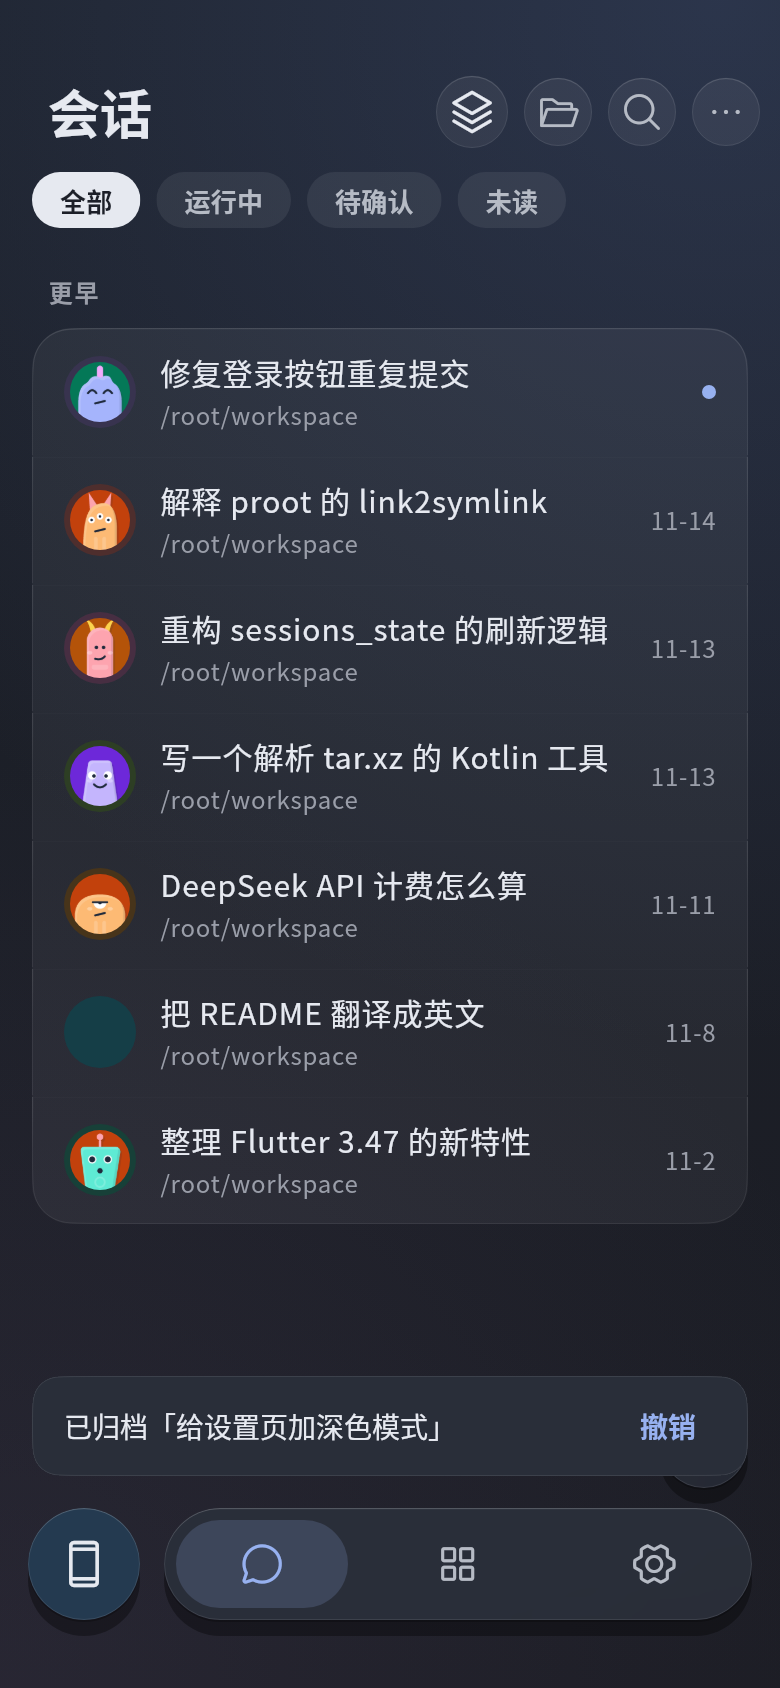 会话
全部
运行中
待确认
未读
更早
修复登录按钮重复提交
/root/workspace
解释 proot 的 link2symlink
/root/workspace
11-14
重构 sessions_state 的刷新逻辑
/root/workspace
11-13
写一个解析 tar.xz 的 Kotlin 工具
/root/workspace
11-13
DeepSeek API 计费怎么算
/root/workspace
11-11
把 README 翻译成英文
/root/workspace
11-8
整理 Flutter 3.47 的新特性
/root/workspace
11-2
已归档「给设置页加深色模式」
撤销